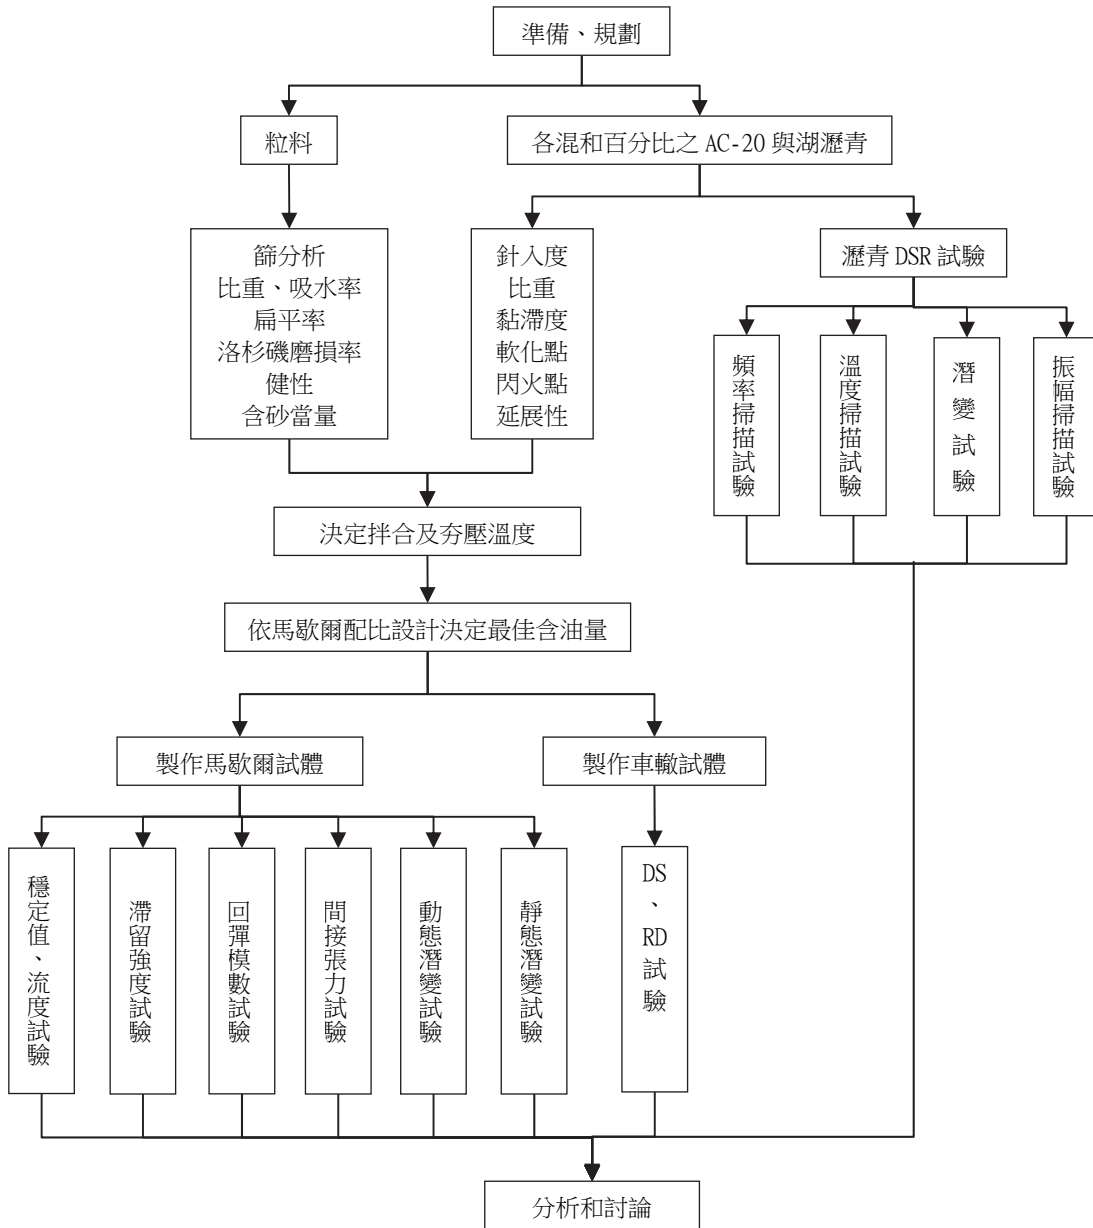 準備、規劃
粒料
各混和百分比之 AC-20 與湖瀝青
篩分析
比重、吸水率
扁平率
洛杉磯磨損率
健性
含砂當量
針入度
比重
黏滯度
軟化點
閃火點
延展性
瀝青 DSR 試驗
頻率掃描試驗
溫度掃描試驗
潛變試驗
振幅掃描試驗
決定拌合及夯壓溫度
依馬歇爾配比設計決定最佳含油量
製作馬歇爾試體
製作車轍試體
穩定值、流度試驗
滯留強度試驗
回彈模數試驗
間接張力試驗
動態潛變試驗
靜態潛變試驗
DS、RD試驗
分析和討論